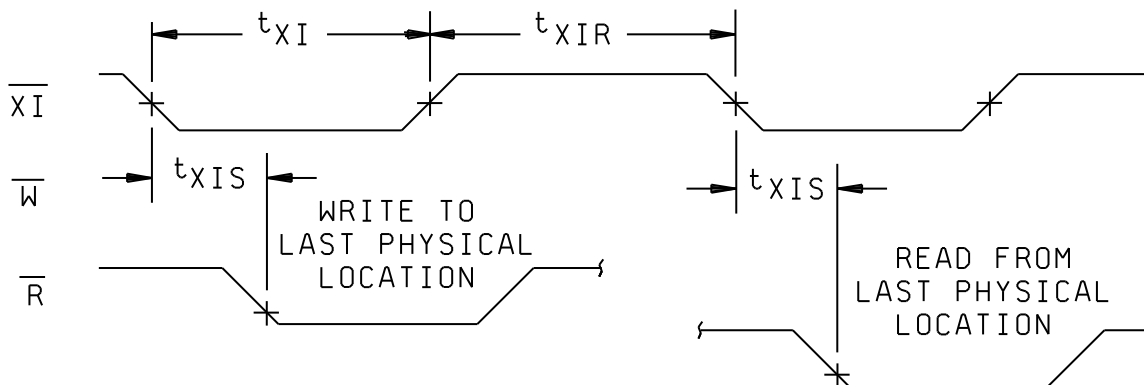 tXI
tXIR
XI
tXIS
tXIS
W
WRITE TO
LAST PHYSICAL
LOCATION
READ FROM
LAST PHYSICAL
LOCATION
R